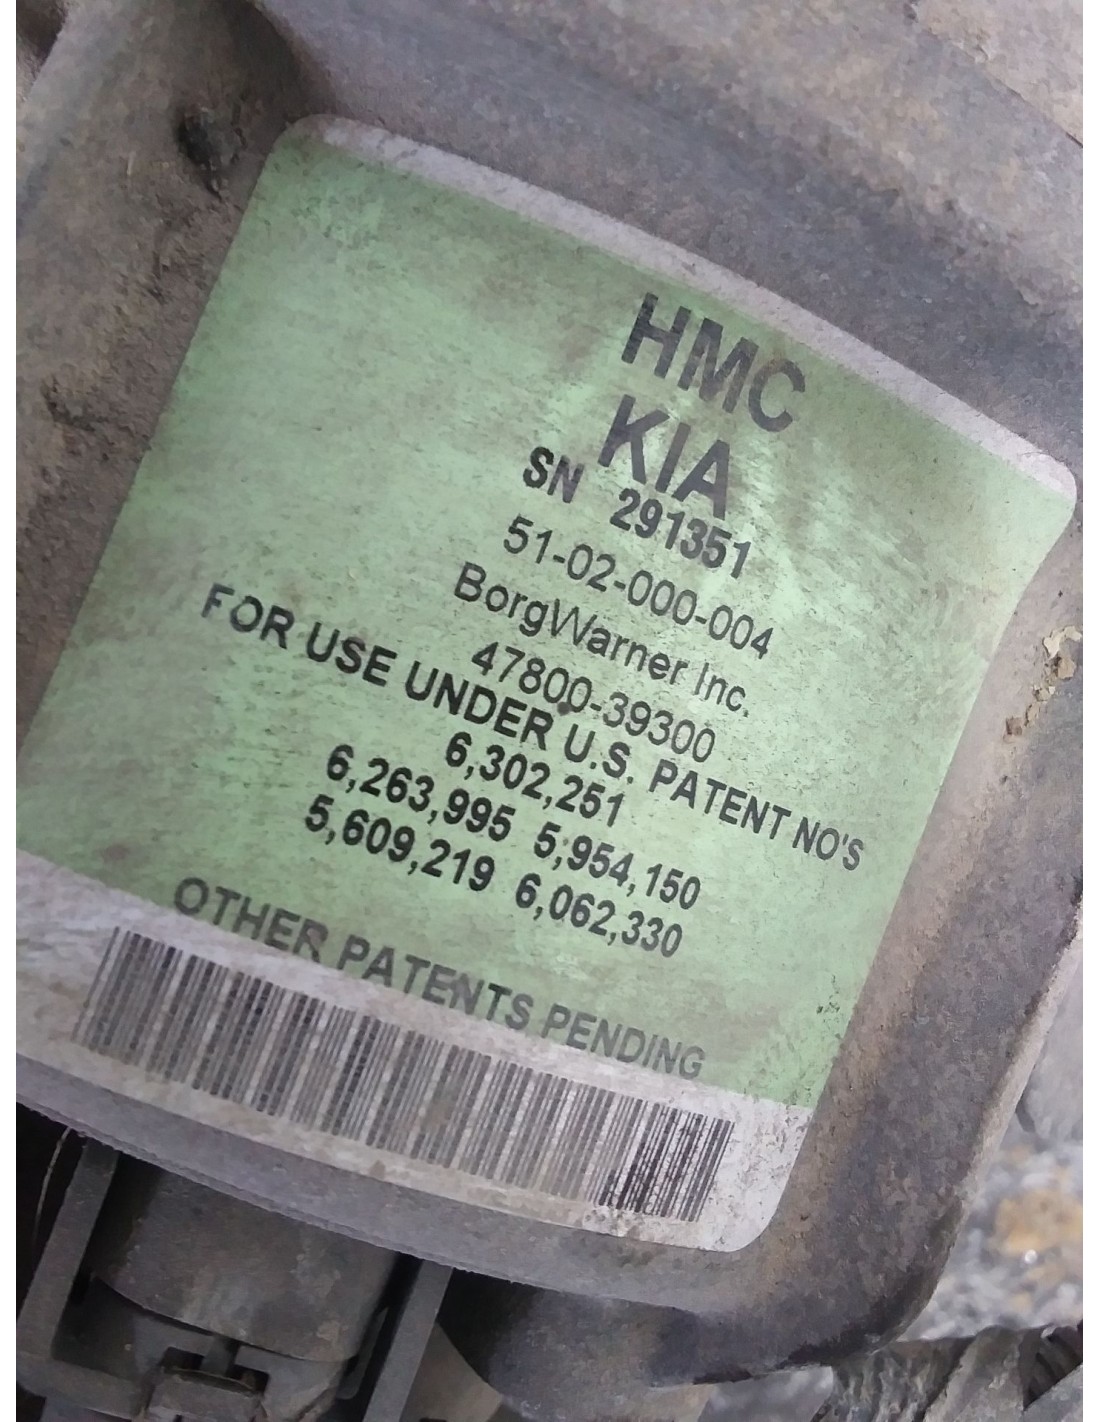 HMC
KIA
SN 291351
51-02-000-004
BorgWarner Inc.
47800-39300
FOR USE UNDER U.S. PATENT NO'S
6,302,251
6,263,995 5,954,150
5,609,219 6,062,330
OTHER PATENTS PENDING